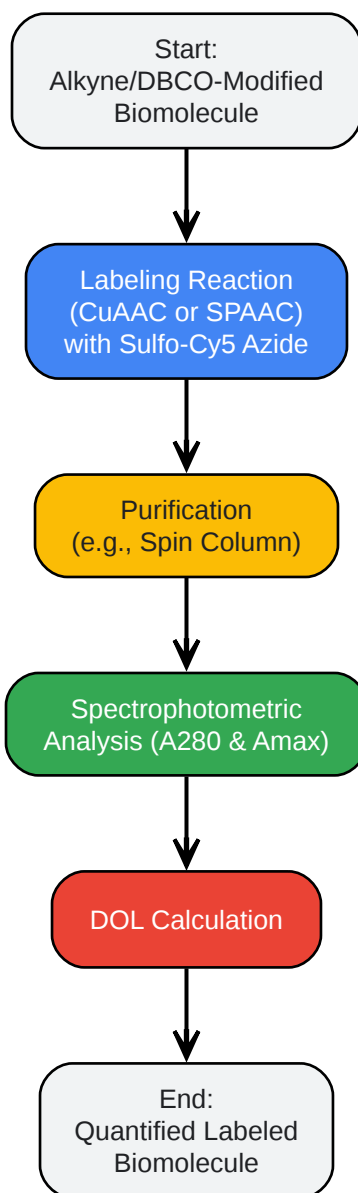 Start:
Alkyne/DBCO-Modified
Biomolecule
Labeling Reaction
(CuAAC or SPAAC)
with Sulfo-Cy5 Azide
Purification
(e.g., Spin Column)
Spectrophotometric
Analysis (A280 & Amax)
DOL Calculation
End:
Quantified Labeled
Biomolecule